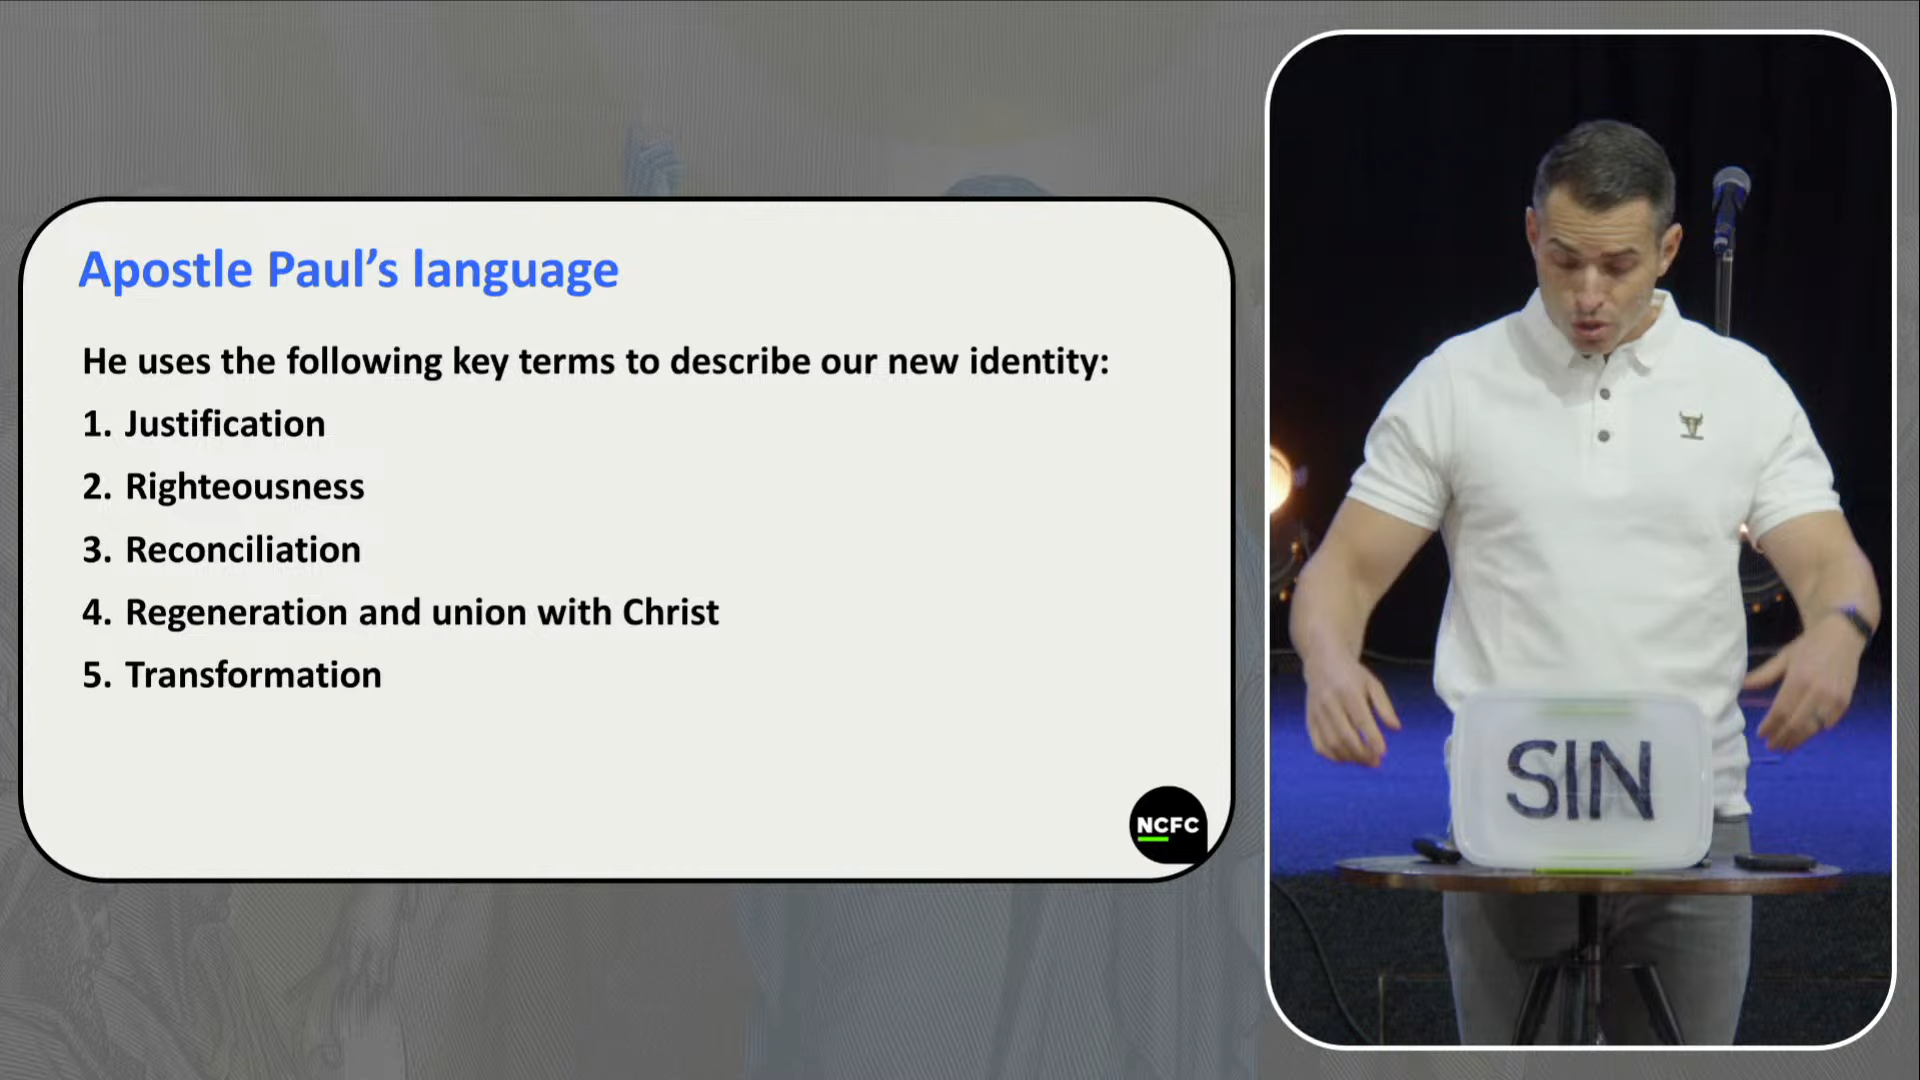 Apostle Paul’s language
He uses the following key terms to describe our new identity:
1. Justification
2. Righteousness
3. Reconciliation
4. Regeneration and union with Christ
5. Transformation
NCFC
SIN